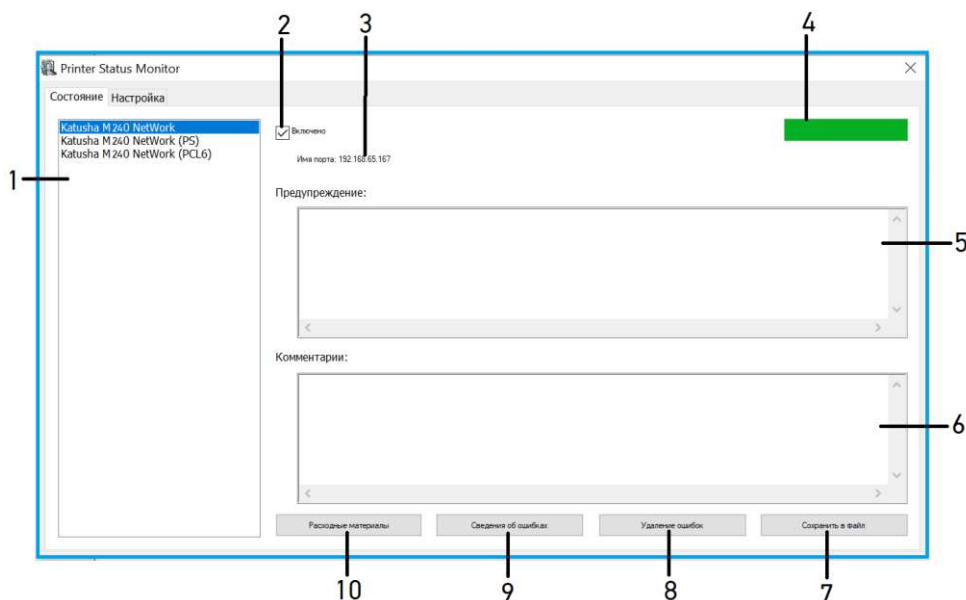 2
3
4
Printer Status Monitor
Состояние
Настройка
Katusha M240 NetWork
Katusha M240 NetWork (PS)
Katusha M240 NetWork (PCL6)
Включено
Имя порта: 192.168.65.167
1
Предупреждение:
5
Комментарии:
6
Расходные материалы
Сведения об ошибках
Удаление ошибок
Сохранить в файл
10
9
8
7